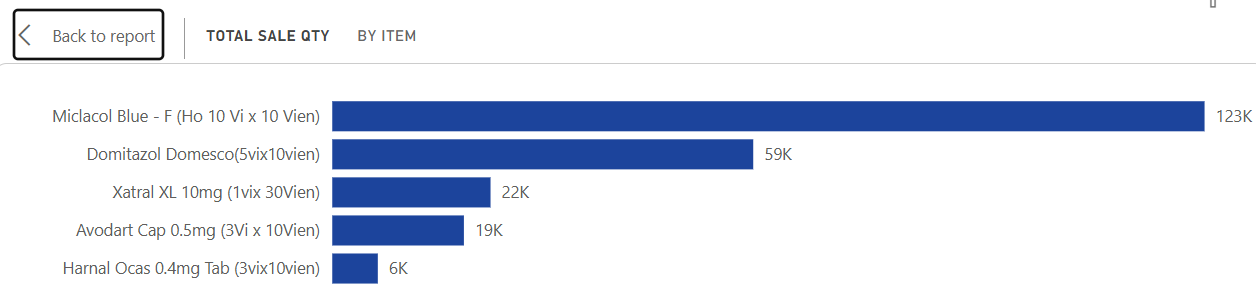 Back to report TOTAL SALE QTY BY ITEM
Miclacol Blue - F (Ho 10 Vi x 10 Vien) 123K
Domitazol Domesco(5vix10vien) 59K
Xatral XL 10mg (1vix 30Vien) 22K
Avodart Cap 0.5mg (3Vi x 10Vien) 19K
Harnal Ocas 0.4mg Tab (3vix10vien) 6K